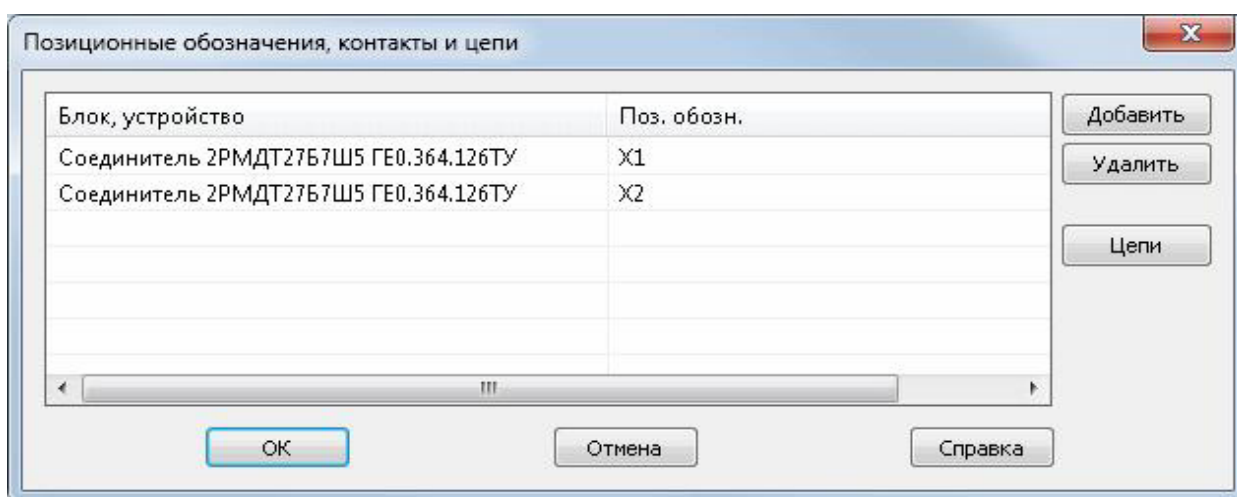 Позиционные обозначения, контакты и цепи
Блок, устройство Поз. обозн.
Соединитель 2РМДТ27Б7Ш5 ГЕ0.364.126ТУ X1
Соединитель 2РМДТ27Б7Ш5 ГЕ0.364.126ТУ X2
Добавить
Удалить
Цепи
ОК Отмена Справка